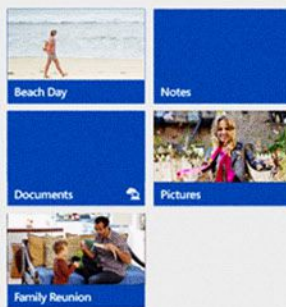 Beach Day
Notes
Documents
Pictures
Family Reunion